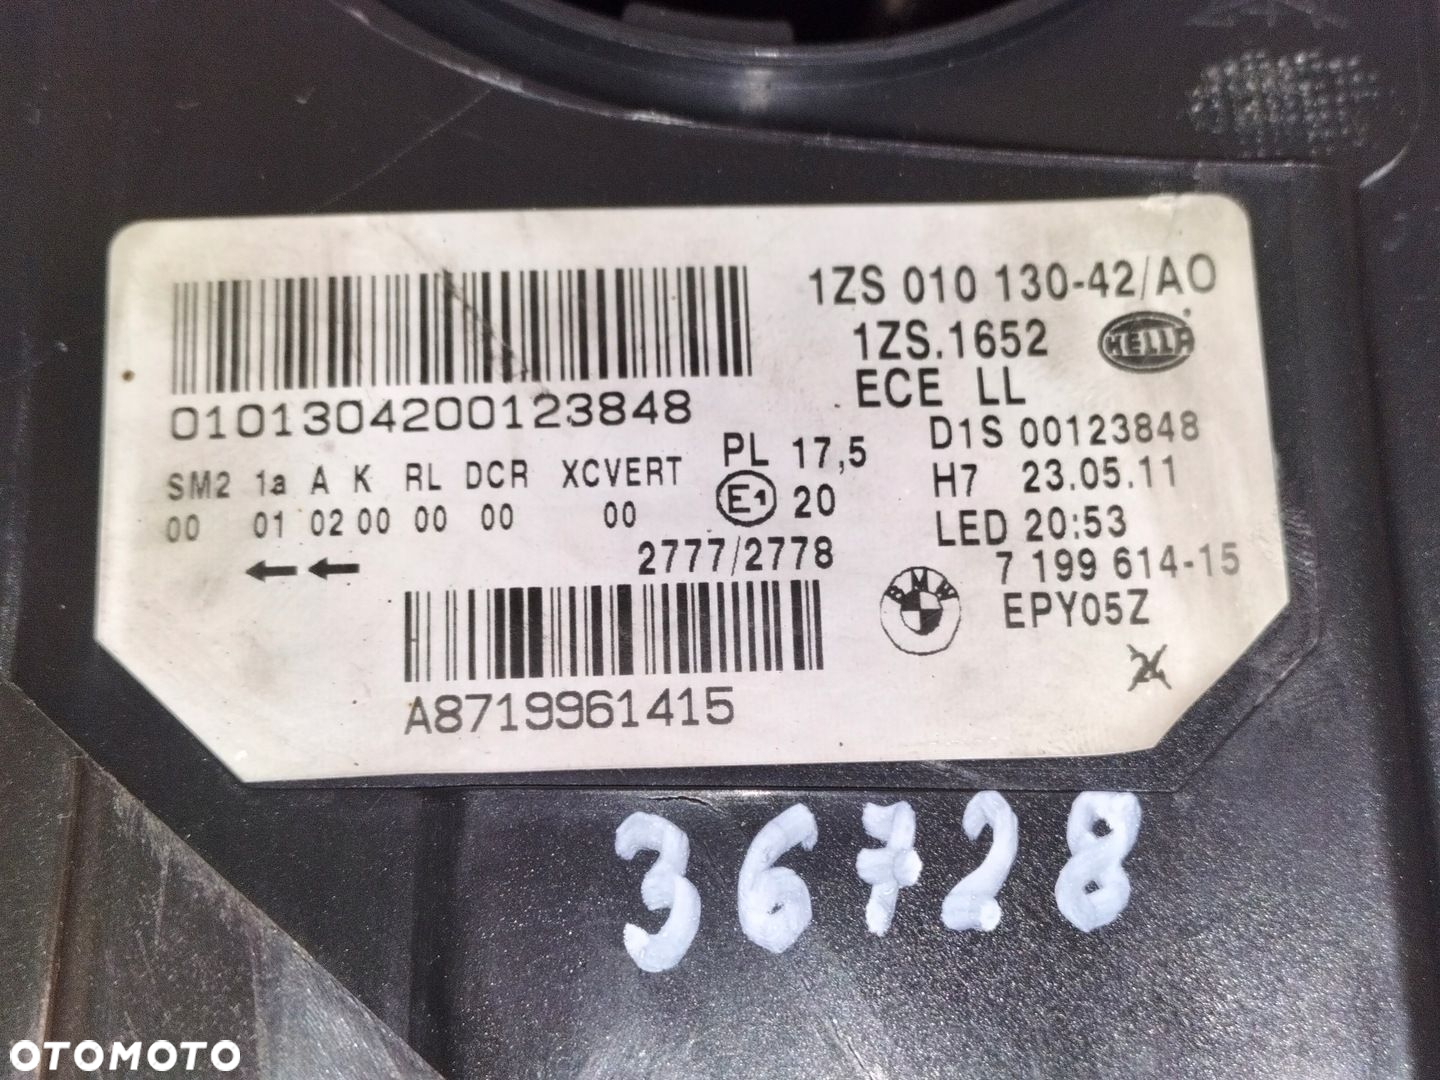 1ZS 010 130-42/AO
1ZS.1652 HELLA
ECE LL
0101304200123848
D1S 00123848
PL 17,5
SM2 1a A K RL DCR XCVERT
H7 23.05.11
00 01 02 00 00 00 00
E1 20
LED 20:53
2777/2778
7 199 614-15
BMW
EPY05Z
A8719961415
36728
OTOMOTO